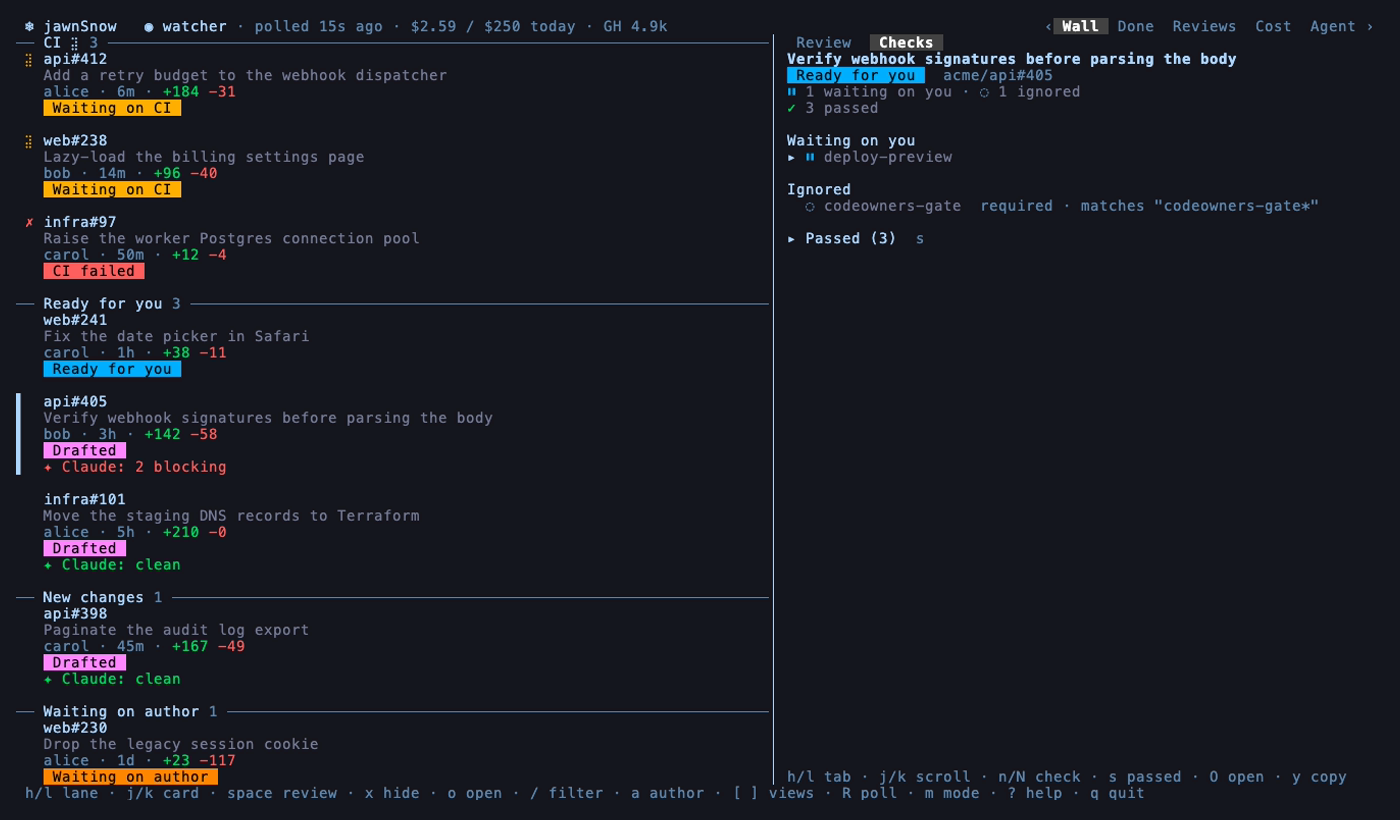 ❄ jawnSnow ◉ watcher · polled 15s ago · $2.59 / $250 today · GH 4.9k
‹ Wall Done Reviews Cost Agent ›
CI ⣽ 3
api#412
Add a retry budget to the webhook dispatcher
alice · 6m · +184 −31
Waiting on CI
web#238
Lazy-load the billing settings page
bob · 14m · +96 −40
Waiting on CI
✗ infra#97
Raise the worker Postgres connection pool
carol · 50m · +12 −4
CI failed
Ready for you 3
web#241
Fix the date picker in Safari
carol · 1h · +38 −11
Ready for you
api#405
Verify webhook signatures before parsing the body
bob · 3h · +142 −58
Drafted
✦ Claude: 2 blocking
infra#101
Move the staging DNS records to Terraform
alice · 5h · +210 −0
Drafted
✦ Claude: clean
New changes 1
api#398
Paginate the audit log export
carol · 45m · +167 −49
Drafted
✦ Claude: clean
Waiting on author 1
web#230
Drop the legacy session cookie
alice · 1d · +23 −117
Waiting on author
Review Checks
Verify webhook signatures before parsing the body
Ready for you acme/api#405
1 waiting on you · ◌ 1 ignored
✓ 3 passed
Waiting on you
▸ deploy-preview
Ignored
◌ codeowners-gate required · matches "codeowners-gate*"
▸ Passed (3) s
h/l tab · j/k scroll · n/N check · s passed · O open · y copy
h/l lane · j/k card · space review · x hide · o open · / filter · a author · [ ] views · R poll · m mode · ? help · q quit